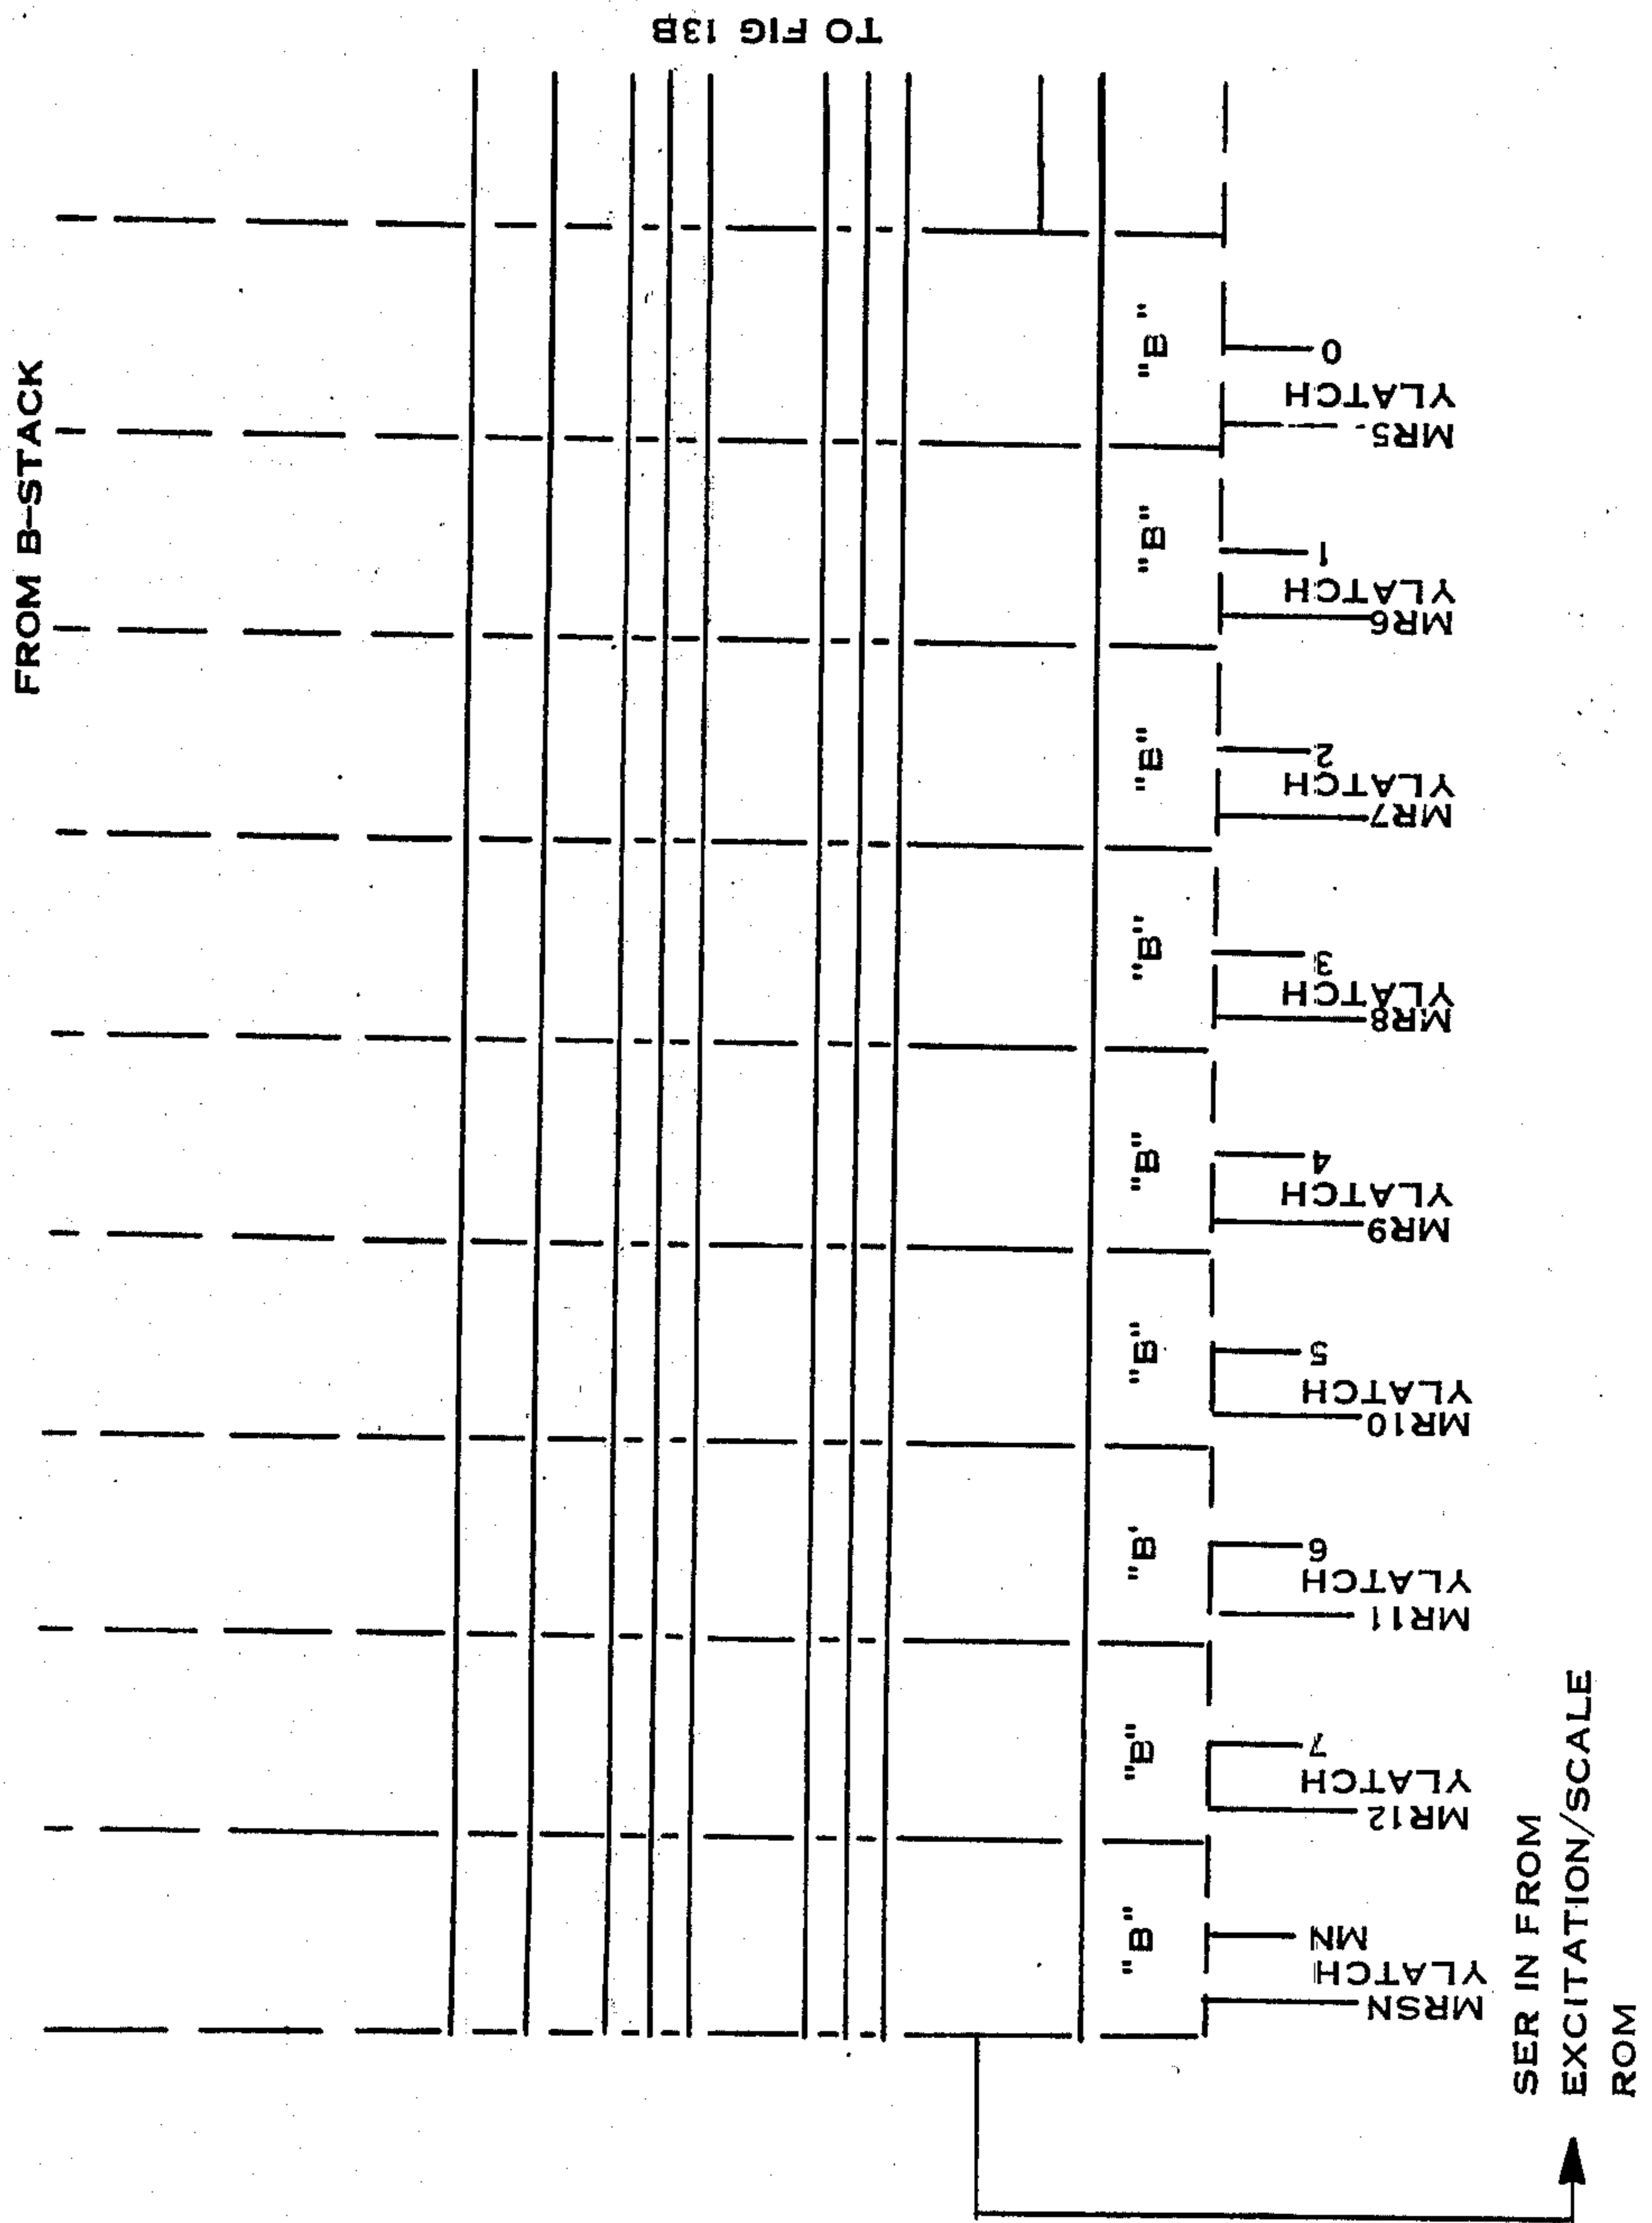 TO FIG 13B
FROM B-STACK
"B"
0
YLATCH
MR5
"B"
1
YLATCH
MR6
"B"
2
YLATCH
MR7
"B"
3
YLATCH
MR8
"B"
4
YLATCH
MR9
"B"
5
YLATCH
MR10
"B'
6
YLATCH
MR11
"B"
7
YLATCH
MR12
"B"
MN
YLATCH
MRSN
SER IN FROM
EXCITATION/SCALE
ROM